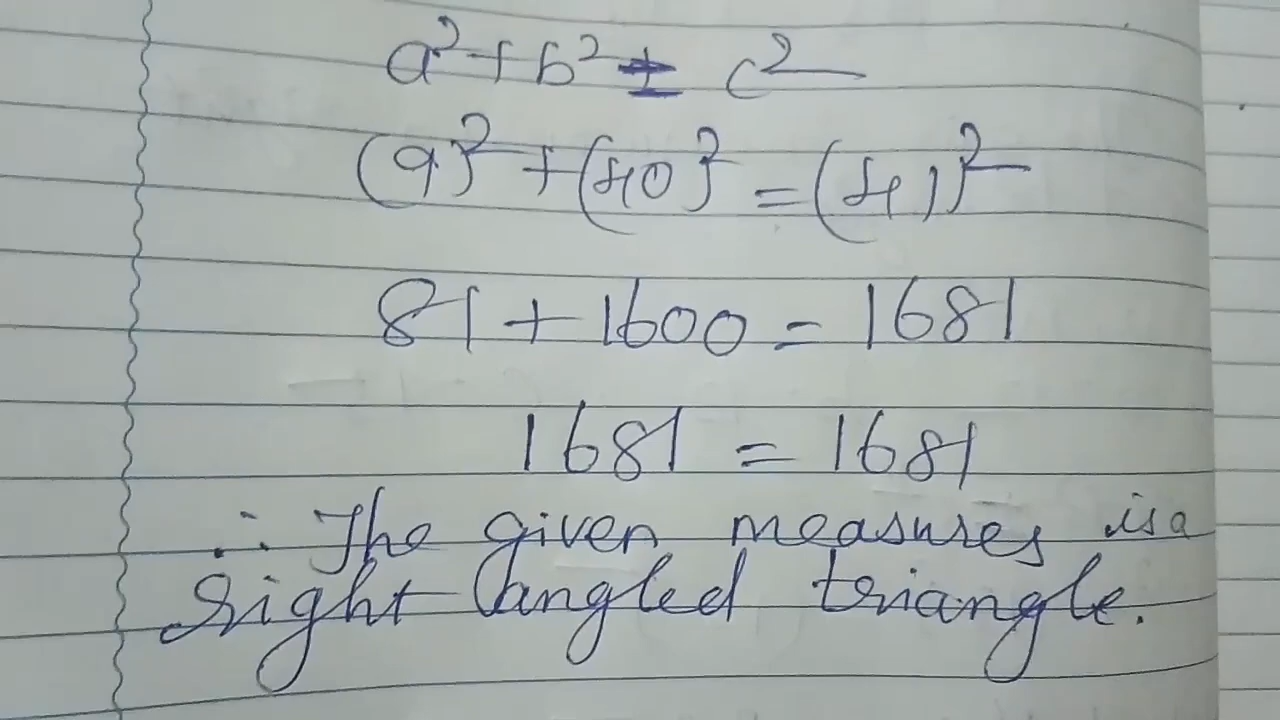 a² + b² = c²
(9)² + (40)² = (41)²
81 + 1600 = 1681
1681 = 1681
∴ The given measures is a
right angled triangle.